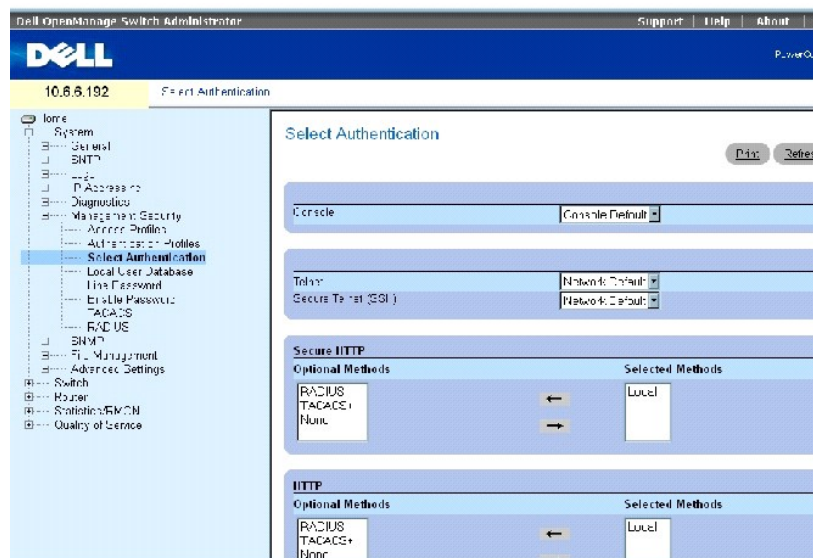 Dell OpenManage Switch Administrator
Support | Help | About |
DELL
10.6.6.192
Select Authentication
Home
System
General
SNTP
Logs
IP Addressing
Diagnostics
Management Security
Access Profiles
Authentication Profiles
Select Authentication
Local User Database
Line Password
Enable Password
TACACS
RADIUS
SNMP
File Management
Advanced Settings
Switch
Router
Statistics/RMON
Quality of Service
Select Authentication
Print
Refres
Console
Console Default
Telnet
Network Default
Secure Telnet (SSH)
Network Default
Secure HTTP
Optional Methods
Selected Methods
RADIUS
TACACS+
None
Local
HTTP
Optional Methods
Selected Methods
RADIUS
TACACS+
None
Local